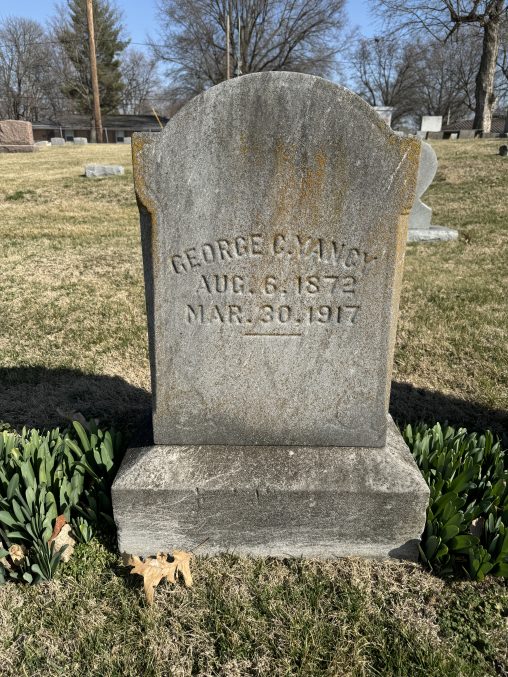 GEORGE C. YANCY
AUG. 6. 1872
MAR. 30. 1917